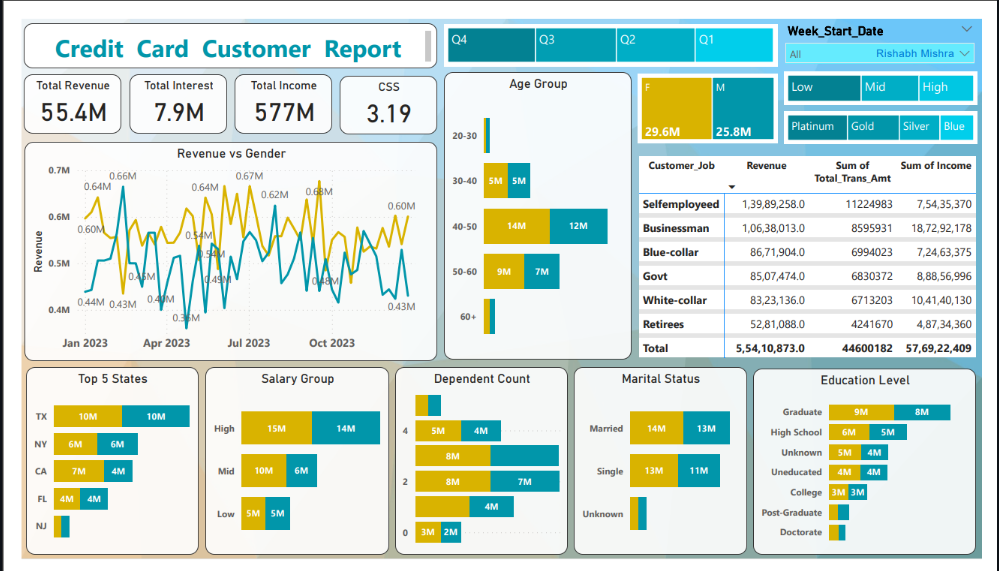 Credit Card Customer Report
Q4 Q3 Q2 Q1
Week_Start_Date
All Rishabh Mishra
Total Revenue
55.4M
Total Interest
7.9M
Total Income
577M
CSS
3.19
Age Group
20-30
30-40 5M 5M
40-50 14M 12M
50-60 9M 7M
60+
F M
29.6M 25.8M
Low Mid High
Platinum Gold Silver Blue
Revenue vs Gender
Revenue
0.7M
0.6M
0.5M
0.4M
0.64M
0.66M
0.64M
0.67M
0.68M
0.62M
0.60M
0.60M
0.54M
0.54M
0.45M
0.49M
0.48M
0.44M
0.43M
0.40M
0.36M
0.43M
Jan 2023 Apr 2023 Jul 2023 Oct 2023
Customer_Job Revenue Sum of Total_Trans_Amt Sum of Income
Selfemployeed 1,39,89,258.0 11224983 7,54,35,370
Businessman 1,06,38,013.0 8595931 18,72,92,178
Blue-collar 86,71,904.0 6994023 7,24,63,375
Govt 85,07,474.0 6830372 8,88,56,996
White-collar 83,23,136.0 6713203 10,41,40,130
Retirees 52,81,088.0 4241670 4,87,34,360
Total 5,54,10,873.0 44600182 57,69,22,409
Top 5 States
TX 10M 10M
NY 6M 6M
CA 7M 4M
FL 4M 4M
NJ
Salary Group
High 15M 14M
Mid 10M 6M
Low 5M 5M
Dependent Count
4 5M 4M
8M
2 8M 7M
4M
0 3M 2M
Marital Status
Married 14M 13M
Single 13M 11M
Unknown
Education Level
Graduate 9M 8M
High School 6M 5M
Unknown 5M 4M
Uneducated 4M 4M
College 3M 3M
Post-Graduate
Doctorate